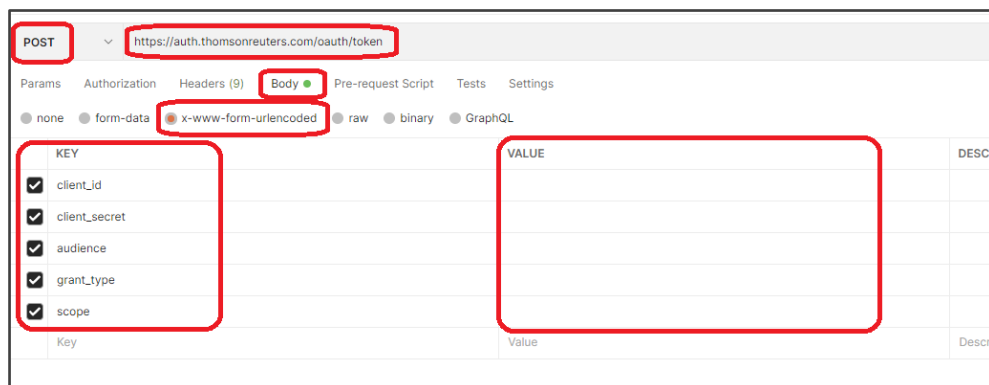 POST https://auth.thomsonreuters.com/oauth/token
Params Authorization Headers (9) Body Pre-request Script Tests Settings
none form-data x-www-form-urlencoded raw binary GraphQL
KEY VALUE DESC
client_id
client_secret
audience
grant_type
scope
Key Value Descr